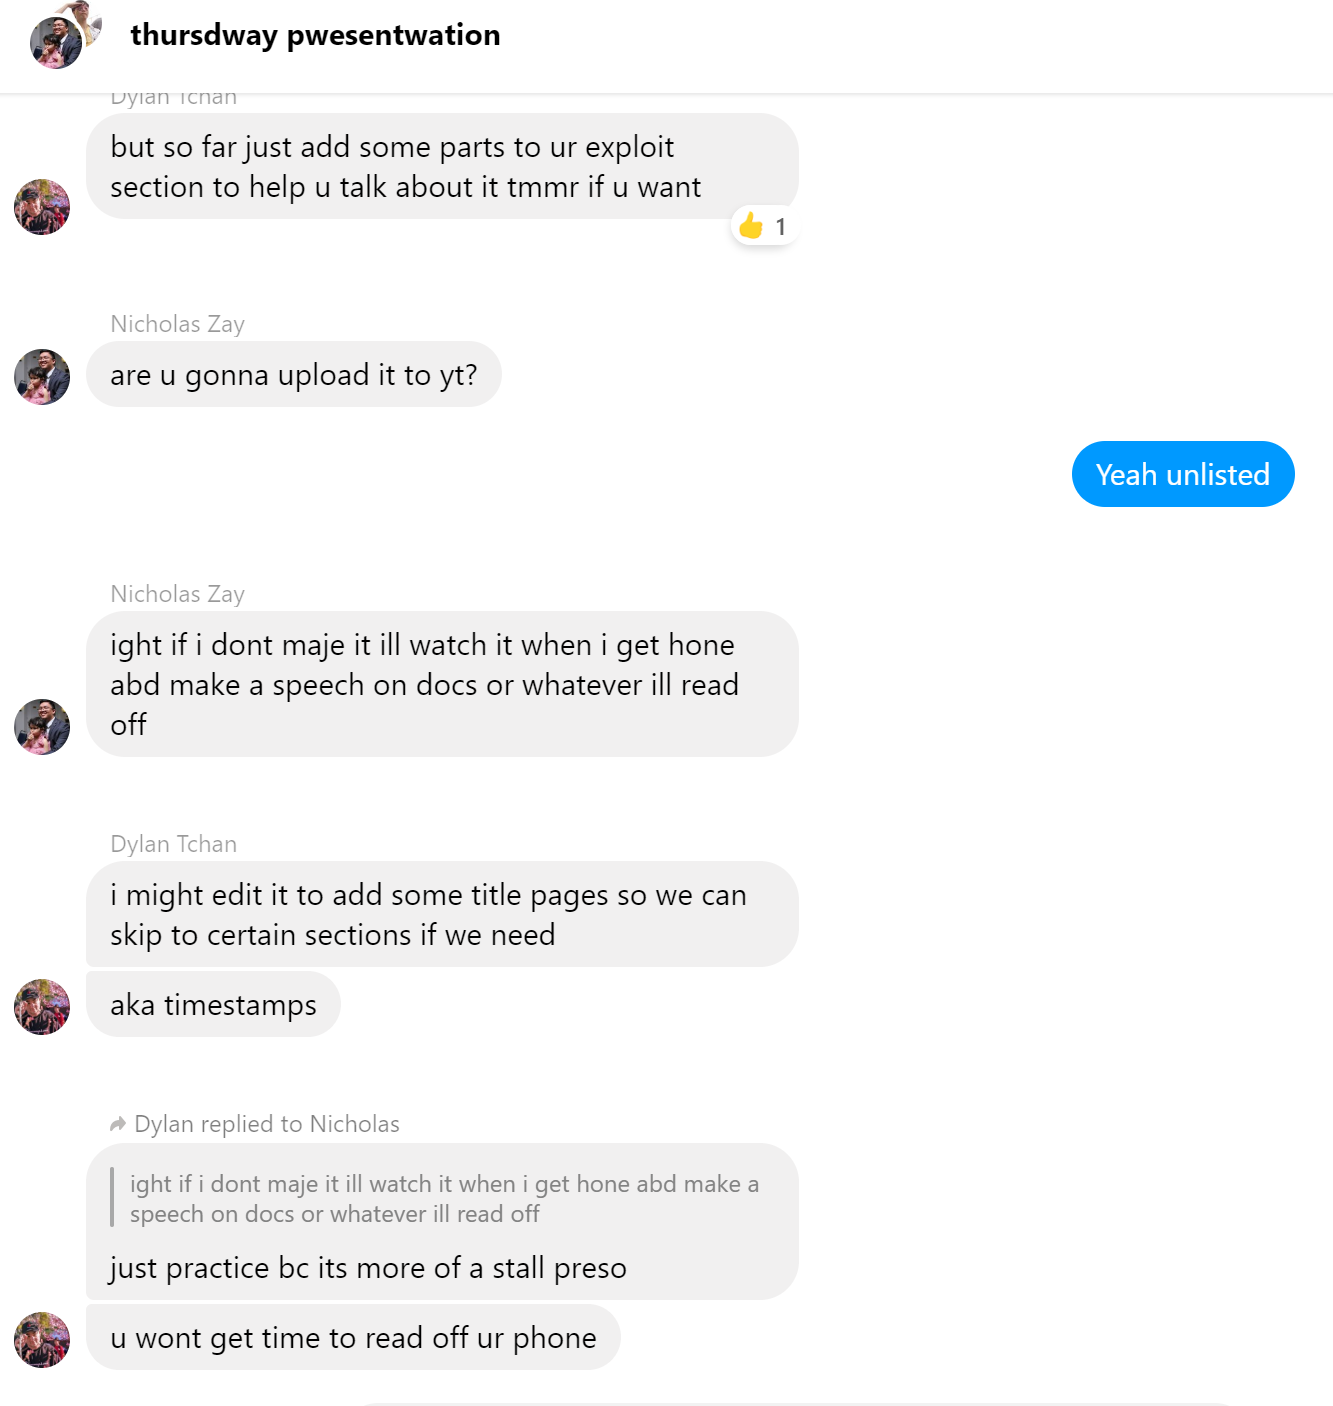 thursdway pwesentwation
Dylan Tchan
but so far just add some parts to ur exploit
section to help u talk about it tmmr if u want
👍 1
Nicholas Zay
are u gonna upload it to yt?
Yeah unlisted
Nicholas Zay
ight if i dont maje it ill watch it when i get hone
abd make a speech on docs or whatever ill read
off
Dylan Tchan
i might edit it to add some title pages so we can
skip to certain sections if we need
aka timestamps
Dylan replied to Nicholas
ight if i dont maje it ill watch it when i get hone abd make a
speech on docs or whatever ill read off
just practice bc its more of a stall preso
u wont get time to read off ur phone